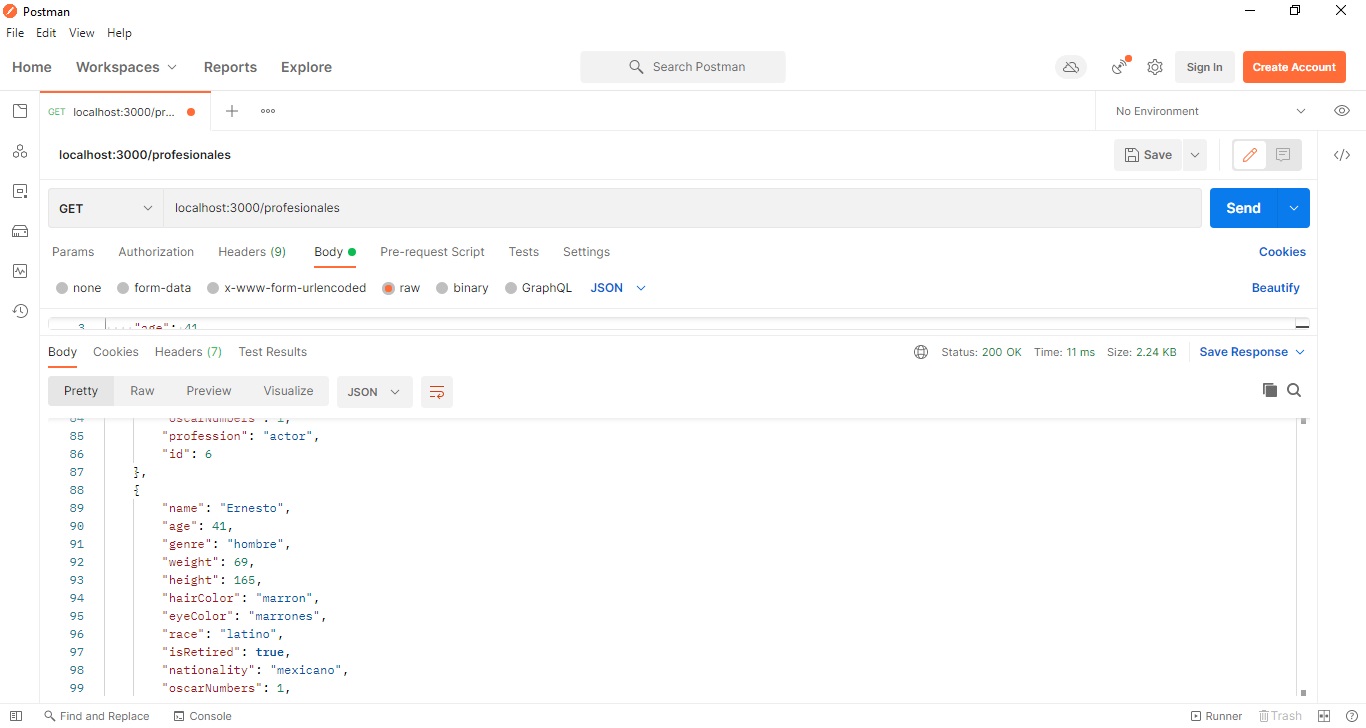 Postman
File Edit View Help
Home Workspaces Reports Explore Search Postman Sign In Create Account
GET localhost:3000/pr... No Environment
localhost:3000/profesionales Save
GET localhost:3000/profesionales Send
Params Authorization Headers (9) Body Pre-request Script Tests Settings Cookies
none form-data x-www-form-urlencoded raw binary GraphQL JSON Beautify
3 "age": 41
Body Cookies Headers (7) Test Results Status: 200 OK Time: 11 ms Size: 2.24 KB Save Response
Pretty Raw Preview Visualize JSON
84 "oscarNumbers": 1,
85 "profession": "actor",
86 "id": 6
87 },
88 {
89 "name": "Ernesto",
90 "age": 41,
91 "genre": "hombre",
92 "weight": 69,
93 "height": 165,
94 "hairColor": "marron",
95 "eyeColor": "marrones",
96 "race": "latino",
97 "isRetired": true,
98 "nationality": "mexicano",
99 "oscarNumbers": 1,
Find and Replace Console Runner Trash